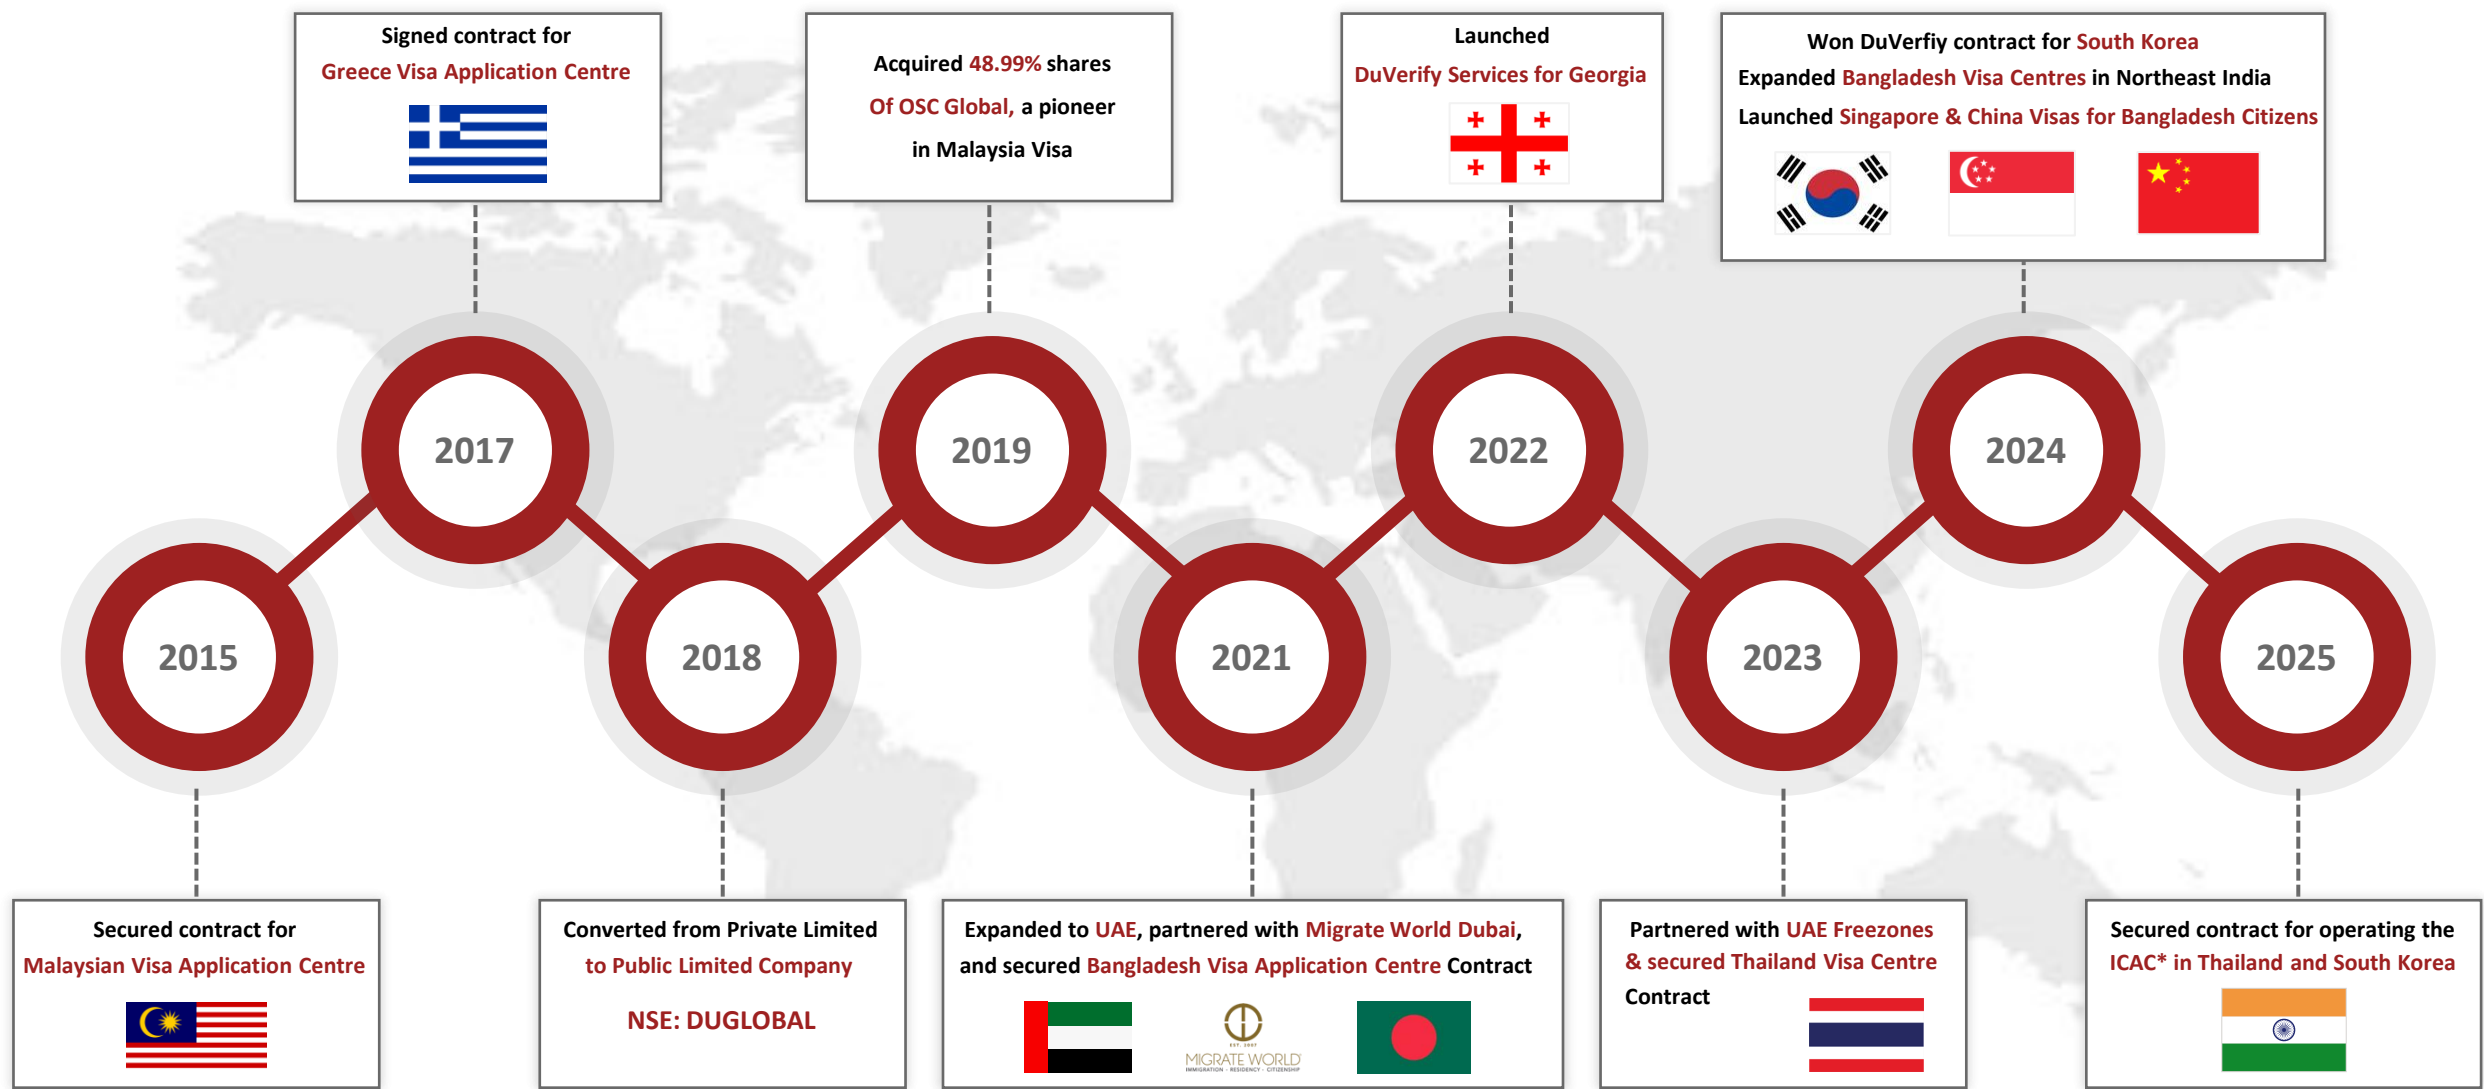 Signed contract for
Greece Visa Application Centre
Acquired 48.99% shares
Of OSC Global, a pioneer
in Malaysia Visa
Launched
DuVerify Services for Georgia
Won DuVerfiy contract for South Korea
Expanded Bangladesh Visa Centres in Northeast India
Launched Singapore & China Visas for Bangladesh Citizens
2017
2019
2022
2024
2015
2018
2021
2023
2025
Secured contract for
Malaysian Visa Application Centre
Converted from Private Limited
to Public Limited Company
NSE: DUGLOBAL
Expanded to UAE, partnered with Migrate World Dubai,
and secured Bangladesh Visa Application Centre Contract
EST. 2007
MIGRATE WORLD
IMMIGRATION - RESIDENCY - CITIZENSHIP
Partnered with UAE Freezones
& secured Thailand Visa Centre
Contract
Secured contract for operating the
ICAC* in Thailand and South Korea